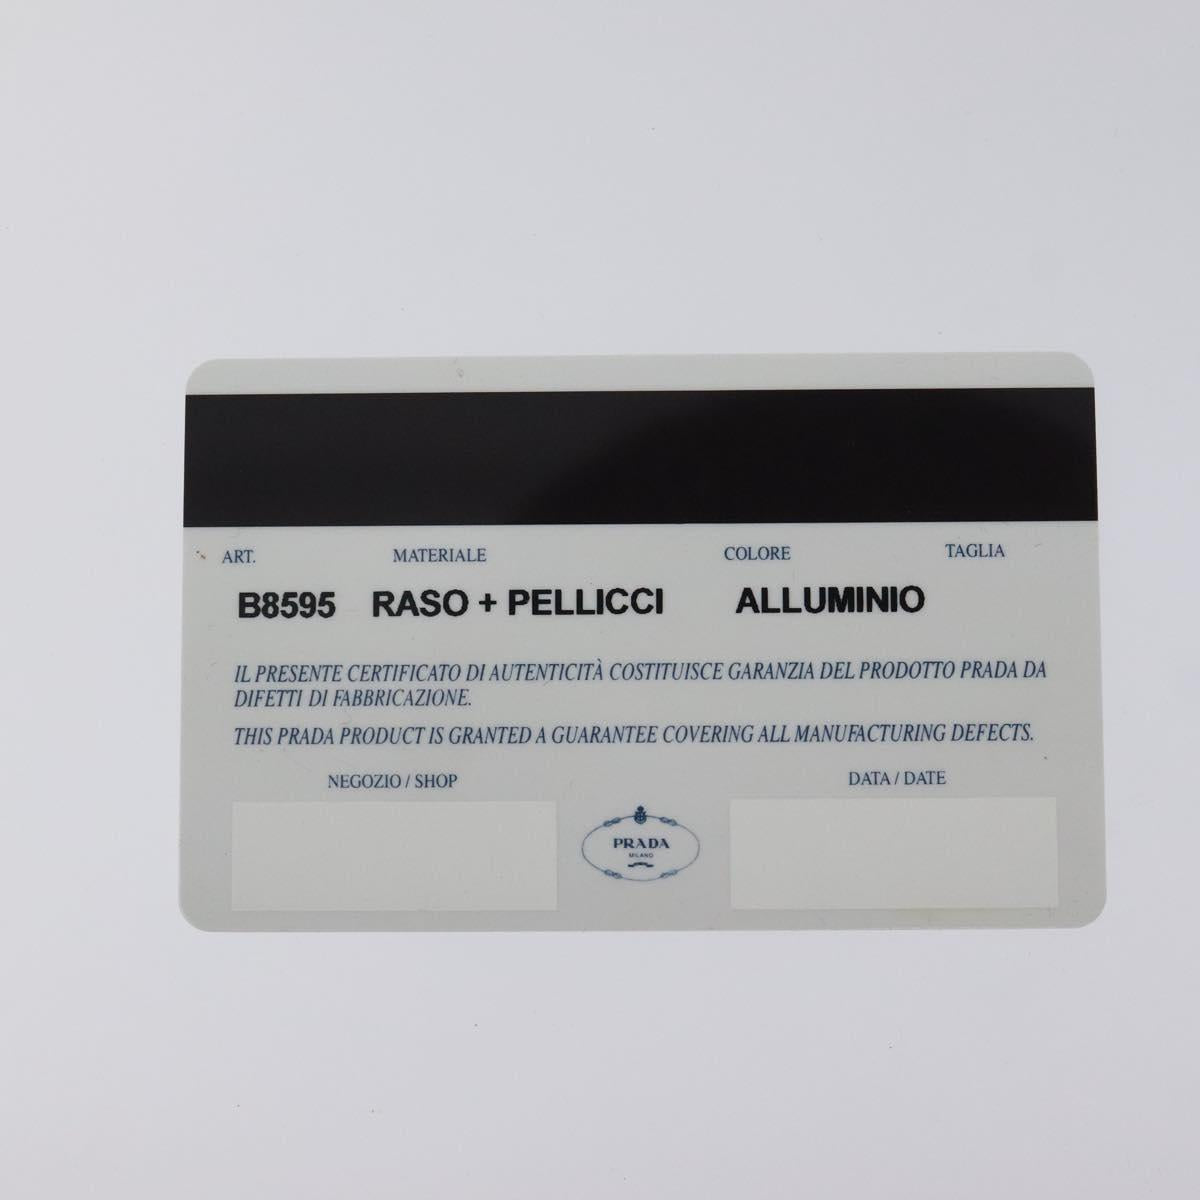 ART. MATERIALE COLORE TAGLIA
B8595 RASO + PELLICCI ALLUMINIO
IL PRESENTE CERTIFICATO DI AUTENTICITÀ COSTITUISCE GARANZIA DEL PRODOTTO PRADA DA
DIFETTI DI FABBRICAZIONE.
THIS PRADA PRODUCT IS GRANTED A GUARANTEE COVERING ALL MANUFACTURING DEFECTS.
NEGOZIO / SHOP DATA / DATE
PRADA
MILANO